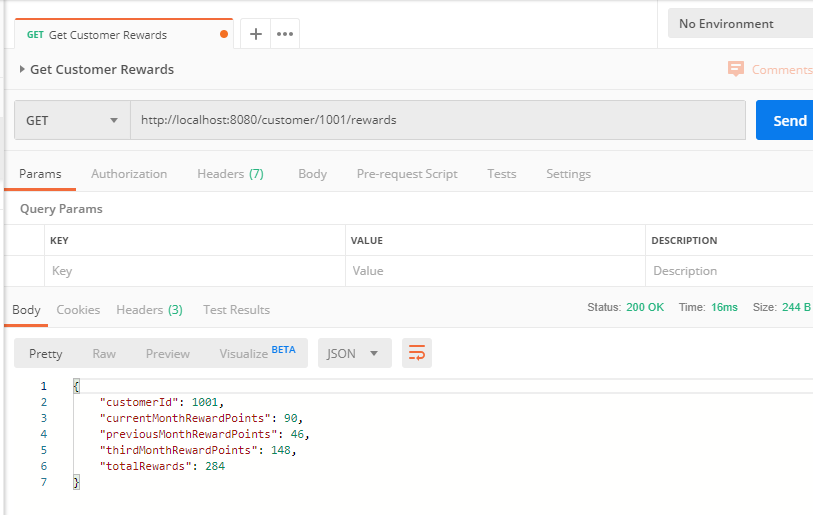 GET Get Customer Rewards
No Environment
Get Customer Rewards
Comments
GET http://localhost:8080/customer/1001/rewards Send
Params Authorization Headers (7) Body Pre-request Script Tests Settings
Query Params
KEY VALUE DESCRIPTION
Key Value Description
Body Cookies Headers (3) Test Results Status: 200 OK Time: 16ms Size: 244 B
Pretty Raw Preview Visualize BETA JSON
1 {
2 "customerId": 1001,
3 "currentMonthRewardPoints": 90,
4 "previousMonthRewardPoints": 46,
5 "thirdMonthRewardPoints": 148,
6 "totalRewards": 284
7 }